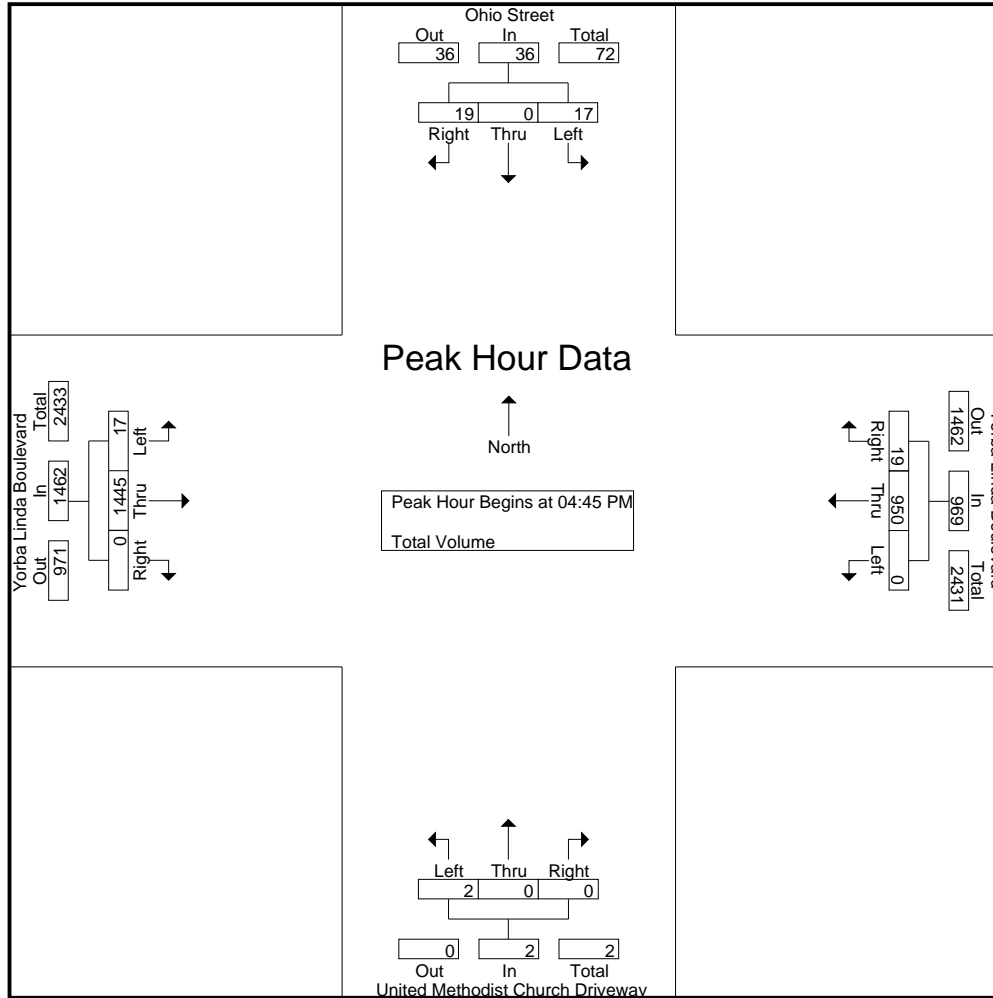 Ohio Street
Out In Total
36 36 72
19 0 17
Right Thru Left
Peak Hour Data
North
Peak Hour Begins at 04:45 PM
Total Volume
Yorba Linda Boulevard
Out In Total
971 1462 2433
17 1445 0
Left Thru Right
Out In Total
1462 969 2431
19 950 0
Right Thru Left
Left Thru Right
2 0 0
0 2 2
Out In Total
United Methodist Church Driveway